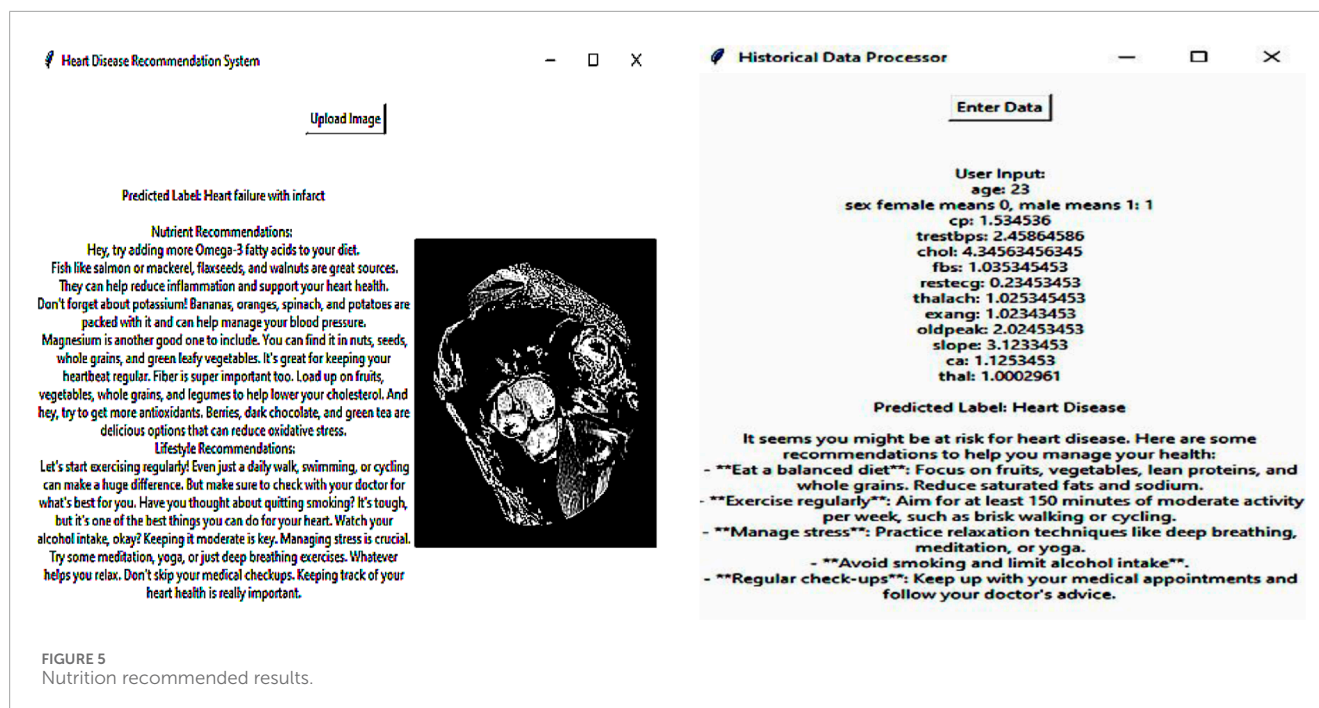 Heart Disease Recommendation System
Upload Image
Predicted Label: Heart failure with infarct
Nutrient Recommendations:
Hey, try adding more Omega-3 fatty acids to your diet.
Fish like salmon or mackerel, flaxseeds, and walnuts are great sources.
They can help reduce inflammation and support your heart health.
Don't forget about potassium! Bananas, oranges, spinach, and potatoes are
packed with it and can help manage your blood pressure.
Magnesium is another good one to include. You can find it in nuts, seeds,
whole grains, and green leafy vegetables. It's great for keeping your
heartbeat regular. Fiber is super important too. Load up on fruits,
vegetables, whole grains, and legumes to help lower your cholesterol. And
hey, try to get more antioxidants. Berries, dark chocolate, and green tea are
delicious options that can reduce oxidative stress.
Lifestyle Recommendations:
Let's start exercising regularly! Even just a daily walk, swimming, or cycling
can make a huge difference. But make sure to check with your doctor for
what's best for you. Have you thought about quitting smoking? It's tough,
but it's one of the best things you can do for your heart. Watch your
alcohol intake, okay? Keeping it moderate is key. Managing stress is crucial.
Try some meditation, yoga, or just deep breathing exercises. Whatever
helps you relax. Don't skip your medical checkups. Keeping track of your
heart health is really important.
Historical Data Processor
Enter Data
User Input:
age: 23
sex female means 0, male means 1: 1
cp: 1.534536
trestbps: 2.45864586
chol: 4.34563456345
fbs: 1.035345453
restecg: 0.23453453
thalach: 1.025345453
exang: 1.02343453
oldpeak: 2.02453453
slope: 3.1233453
ca: 1.1253453
thal: 1.0002961
Predicted Label: Heart Disease
It seems you might be at risk for heart disease. Here are some
recommendations to help you manage your health:
- **Eat a balanced diet**: Focus on fruits, vegetables, lean proteins, and
whole grains. Reduce saturated fats and sodium.
- **Exercise regularly**: Aim for at least 150 minutes of moderate activity
per week, such as brisk walking or cycling.
- **Manage stress**: Practice relaxation techniques like deep breathing,
meditation, or yoga.
- **Avoid smoking and limit alcohol intake**.
- **Regular check-ups**: Keep up with your medical appointments and
follow your doctor's advice.
FIGURE 5
Nutrition recommended results.